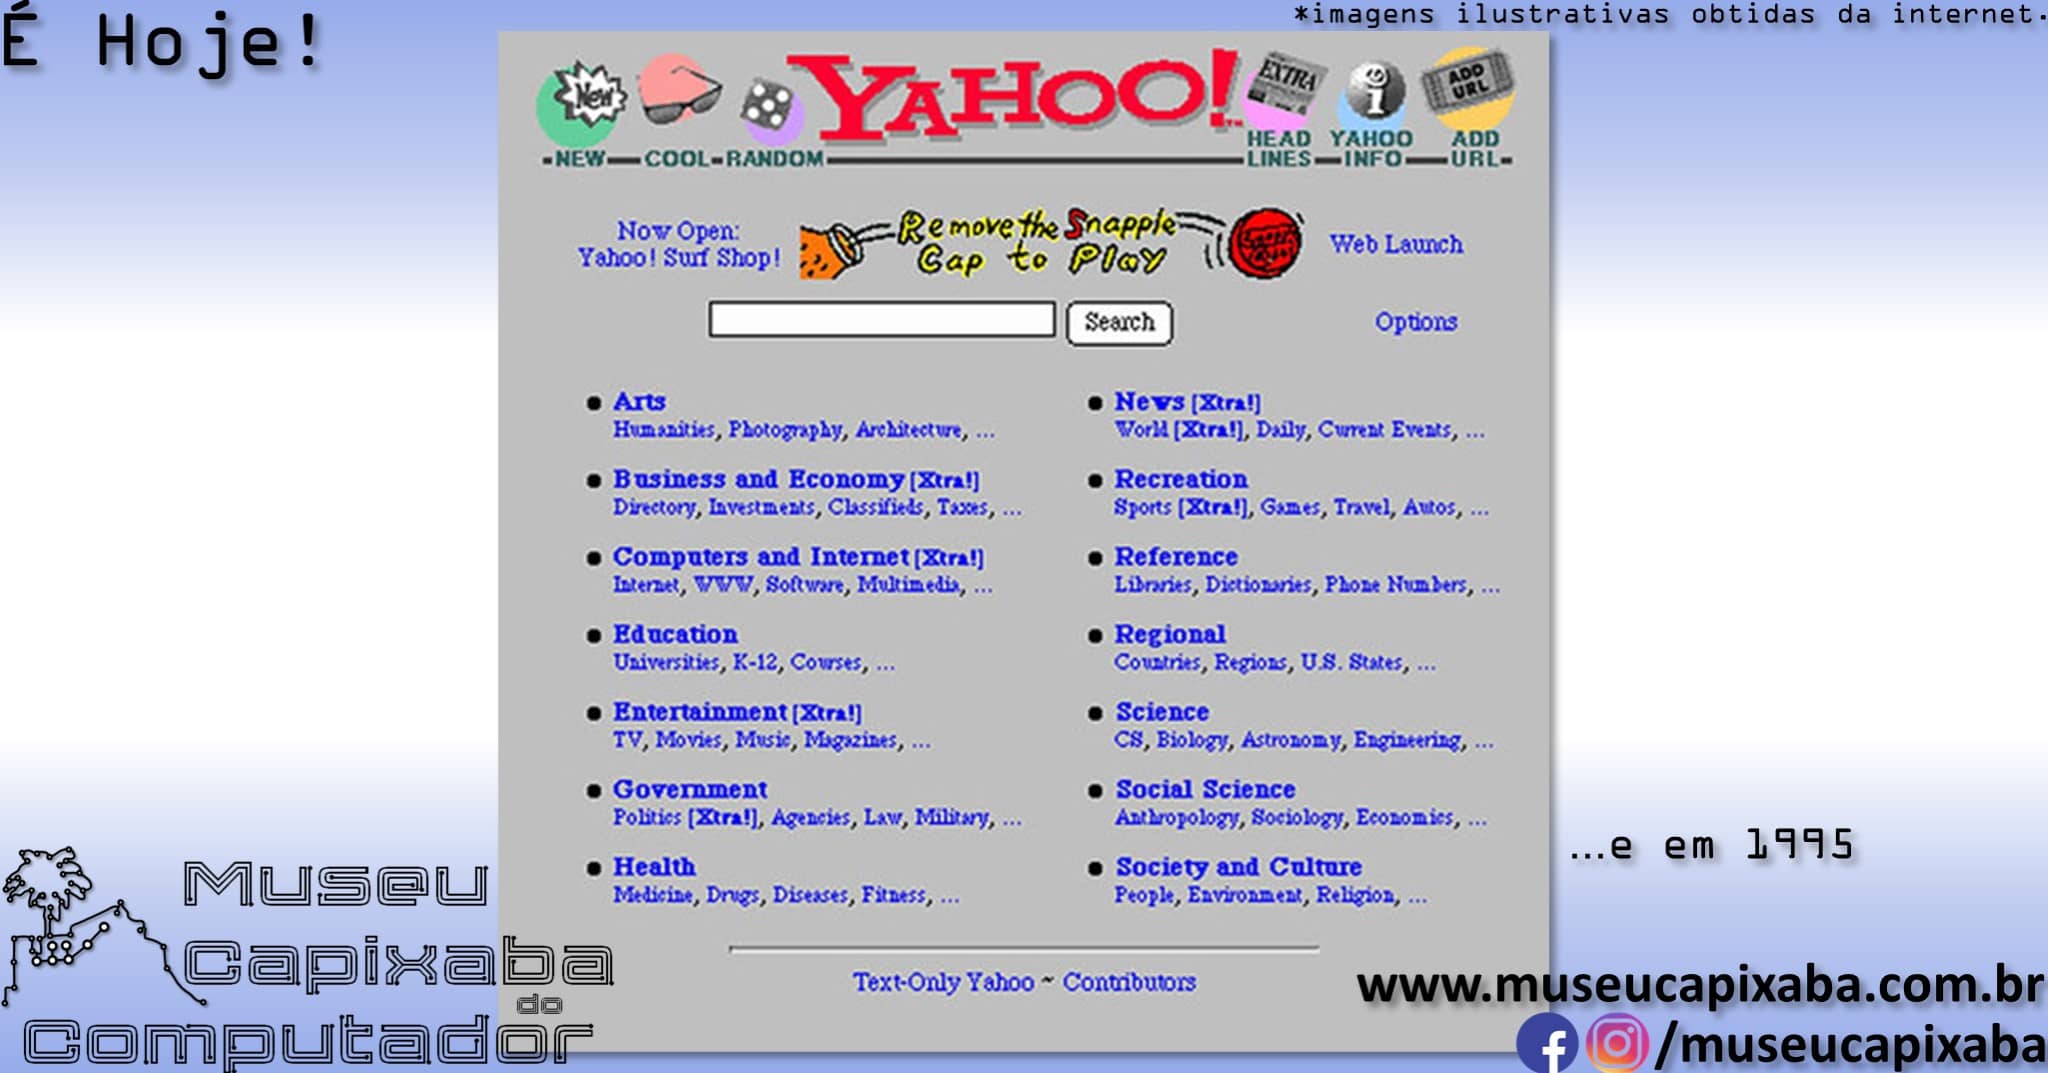 É Hoje!
*imagens ilustrativas obtidas da internet.
New
EXTRA
i
ADD URL
YAHOO!™
NEW COOL RANDOM
HEAD LINES
YAHOO INFO
ADD URL
Now Open:
Yahoo! Surf Shop!
Remove the Snapple
Cap to Play
Web Launch
Search
Options
Arts
Humanities, Photography, Architecture, ...
Business and Economy [Xtra!]
Directory, Investments, Classifieds, Taxes, ...
Computers and Internet [Xtra!]
Internet, WWW, Software, Multimedia, ...
Education
Universities, K-12, Courses, ...
Entertainment [Xtra!]
TV, Movies, Music, Magazines, ...
Government
Politics [Xtra!], Agencies, Law, Military, ...
Health
Medicine, Drugs, Diseases, Fitness, ...
News [Xtra!]
World [Xtra!], Daily, Current Events, ...
Recreation
Sports [Xtra!], Games, Travel, Autos, ...
Reference
Libraries, Dictionaries, Phone Numbers, ...
Regional
Countries, Regions, U.S. States, ...
Science
CS, Biology, Astronomy, Engineering, ...
Social Science
Anthropology, Sociology, Economics, ...
Society and Culture
People, Environment, Religion, ...
Text-Only Yahoo ~ Contributors
...e em 1995
Museu
Capixaba
do
Computador
www.museucapixaba.com.br
/museucapixaba